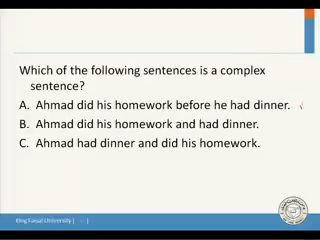 Which of the following sentences is a complex
sentence?
A. Ahmad did his homework before he had dinner. √
B. Ahmad did his homework and had dinner.
C. Ahmad had dinner and did his homework.
King Faisal University |